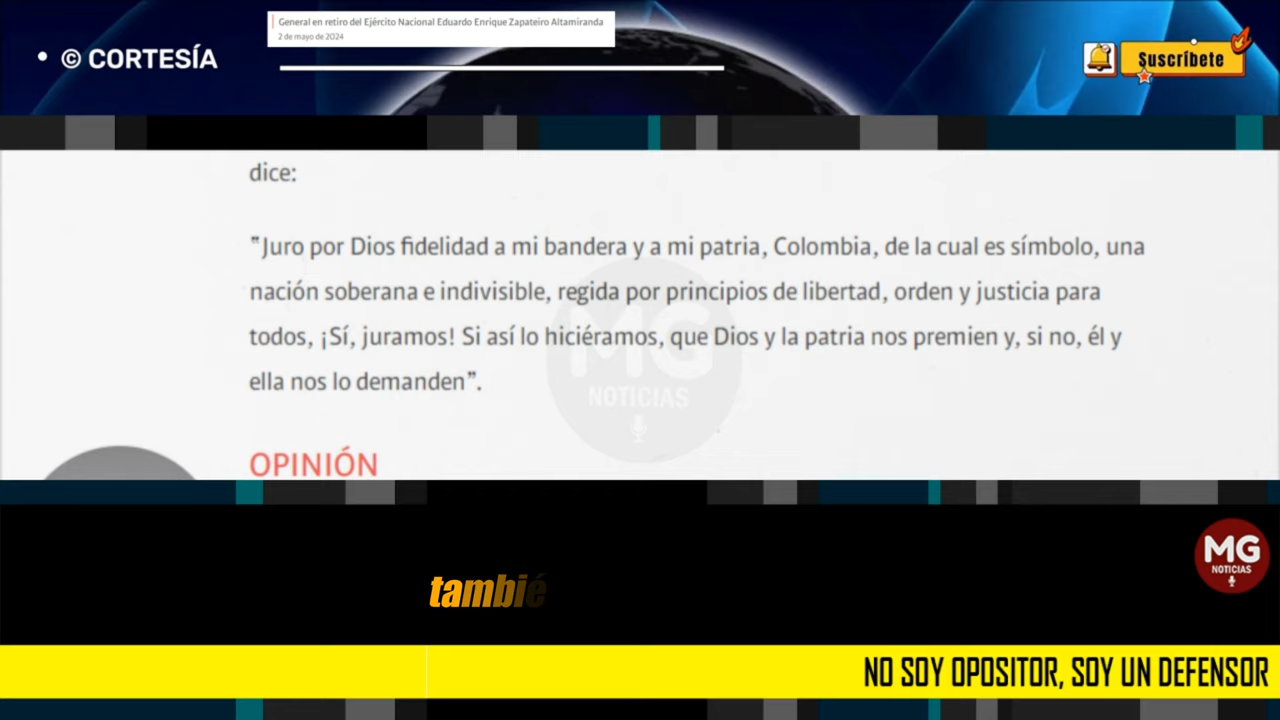 General en retiro del Ejército Nacional Eduardo Enrique Zapateiro Altamiranda
2 de mayo de 2024
• © CORTESÍA
Suscríbete
dice:
"Juro por Dios fidelidad a mi bandera y a mi patria, Colombia, de la cual es símbolo, una
nación soberana e indivisible, regida por principios de libertad, orden y justicia para
todos, ¡Sí, juramos! Si así lo hiciéramos, que Dios y la patria nos premien y, si no, él y
ella nos lo demanden”.
MG
NOTICIAS
OPINIÓN
MG
NOTICIAS
tambié
NO SOY OPOSITOR, SOY UN DEFENSOR